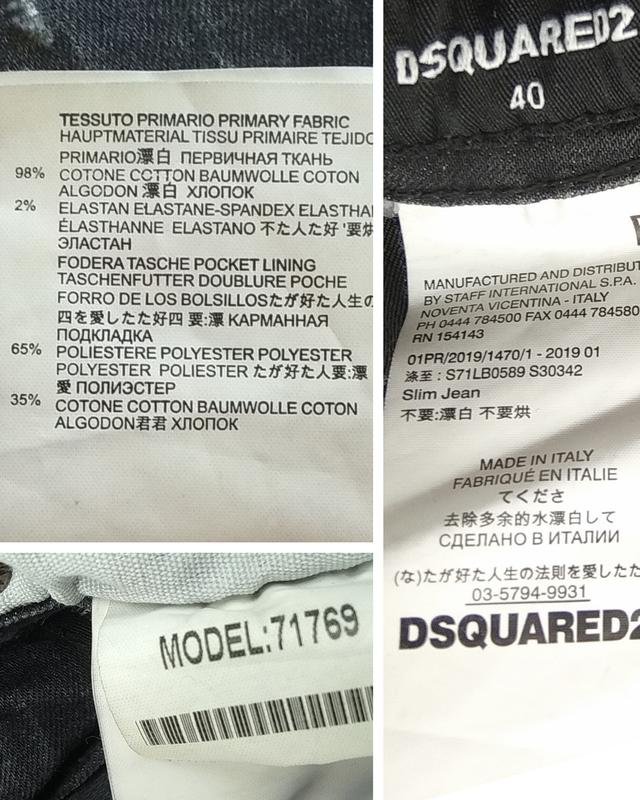 TESSUTO PRIMARIO PRIMARY FABRIC
HAUPTMATERIAL TISSU PRIMAIRE TEJIDO
PRIMARIO漂白 ПЕРВИЧНАЯ ТКАНЬ
98% COTONE COTTON BAUMWOLLE COTON
ALGODON 漂白 ХЛОПОК
2% ELASTAN ELASTANE-SPANDEX ELASTHA
ÉLASTHANNE ELASTANO 不た人た好 '要烘
ЭЛАСТАН
FODERA TASCHE POCKET LINING
TASCHENFUTTER DOUBLURE POCHE
FORRO DE LOS BOLSILLOSたが好た人生の
四を愛したた好四 要:漂 КАРМАННАЯ
ПОДКЛАДКА
65% POLIESTERE POLYESTER POLYESTER
POLYESTER POLIESTER たが好た人要:漂
愛 ПОЛИЭСТЕР
35% COTONE COTTON BAUMWOLLE COTON
ALGODON君君 ХЛОПОК
MODEL:71769
DSQUARED2
40
MANUFACTURED AND DISTRIBUT
BY STAFF INTERNATIONAL S.P.A.
NOVENTA VICENTINA - ITALY
PH 0444 784500 FAX 0444 784580
RN 154143
01PR/2019/1470/1 - 2019 01
涤至 : S71LB0589 S30342
Slim Jean
不要:漂白 不要烘
MADE IN ITALY
FABRIQUÉ EN ITALIE
てくださ
去除多余的水漂白して
СДЕЛАНО В ИТАЛИИ
(な)たが好た人生の法則を愛したた
03-5794-9931
DSQUARED2